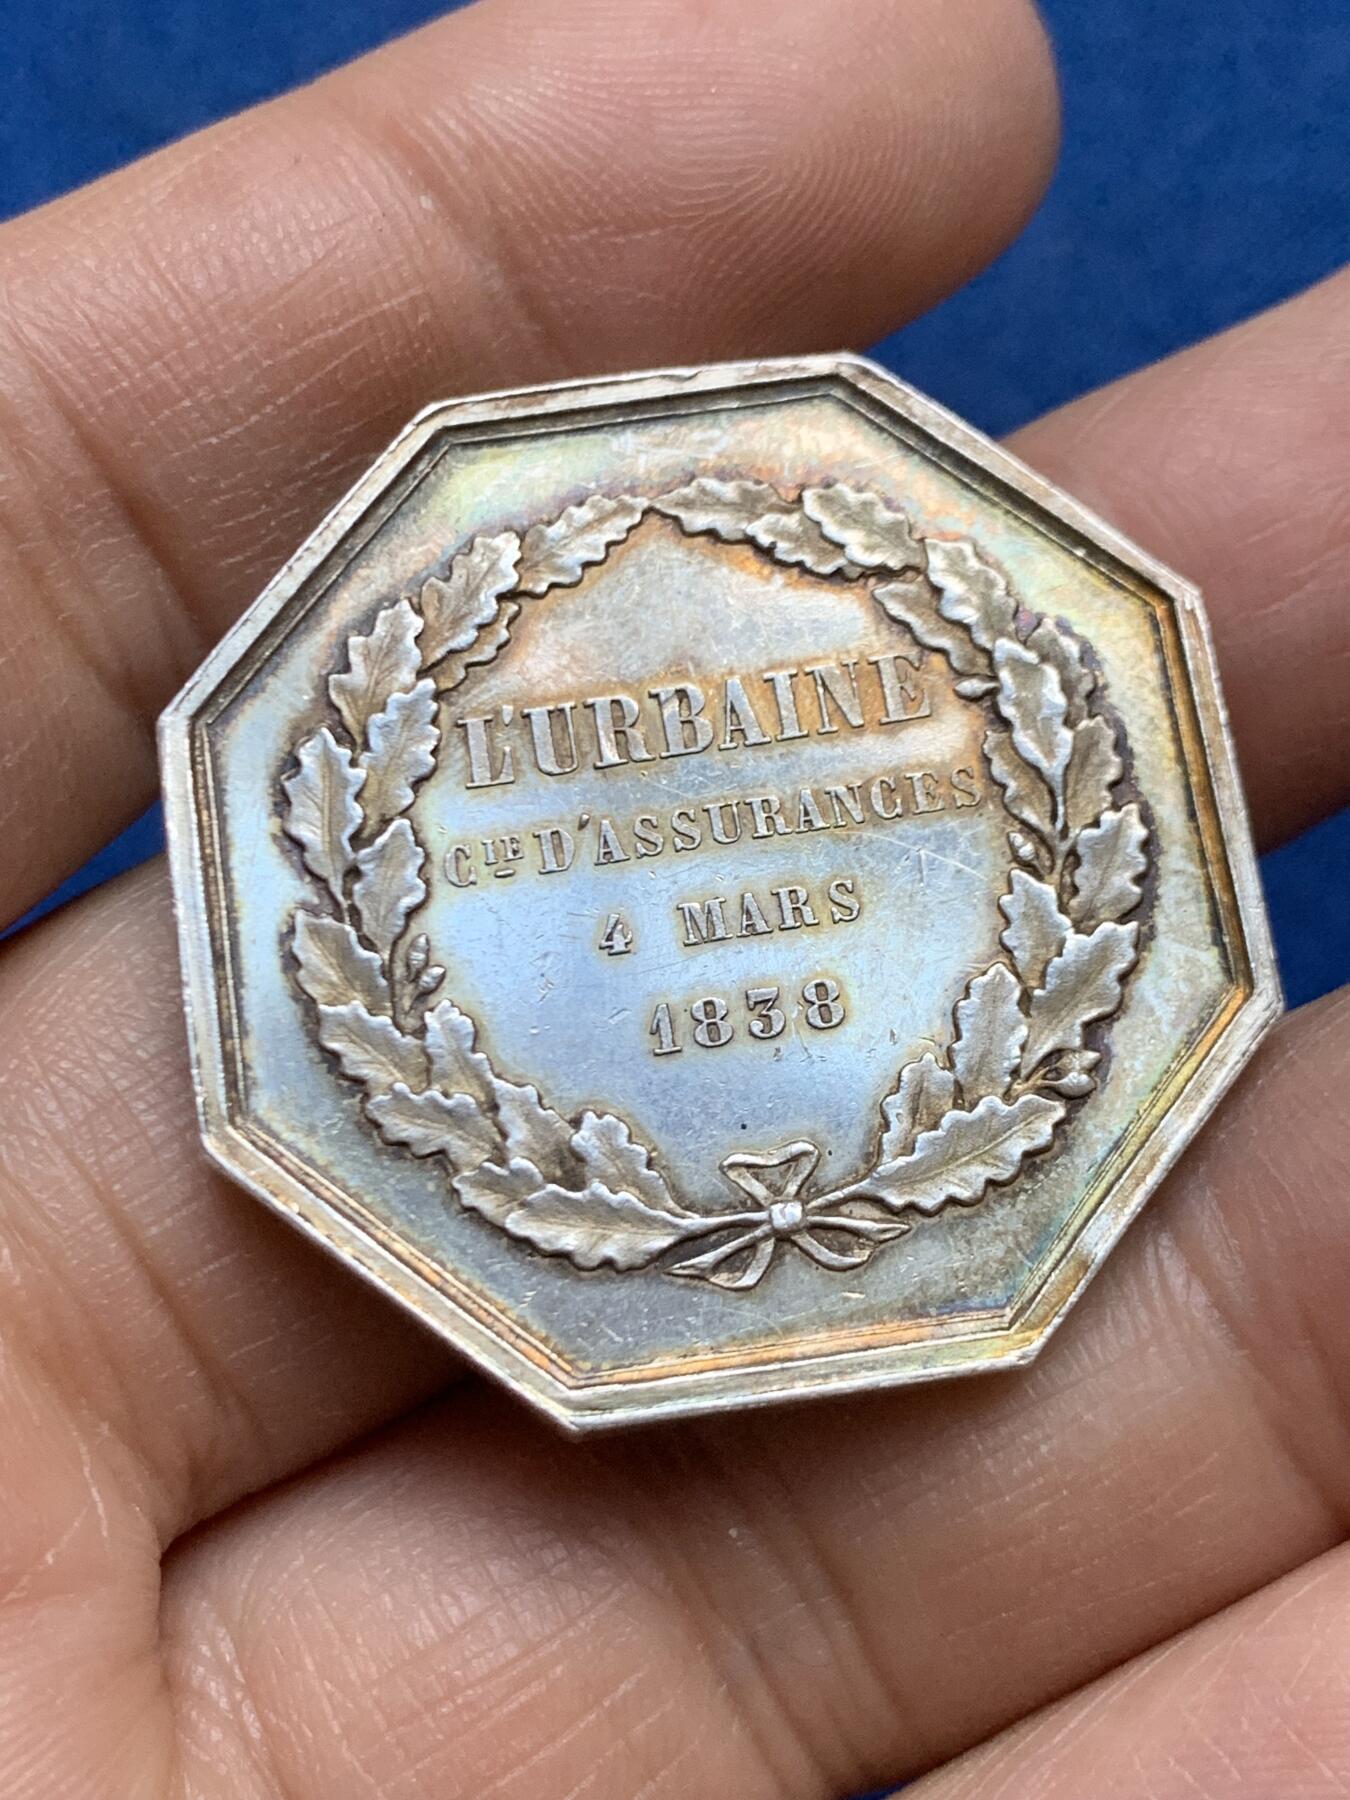 L'URBAINE
CIE D'ASSURANCES
4 MARS
1838